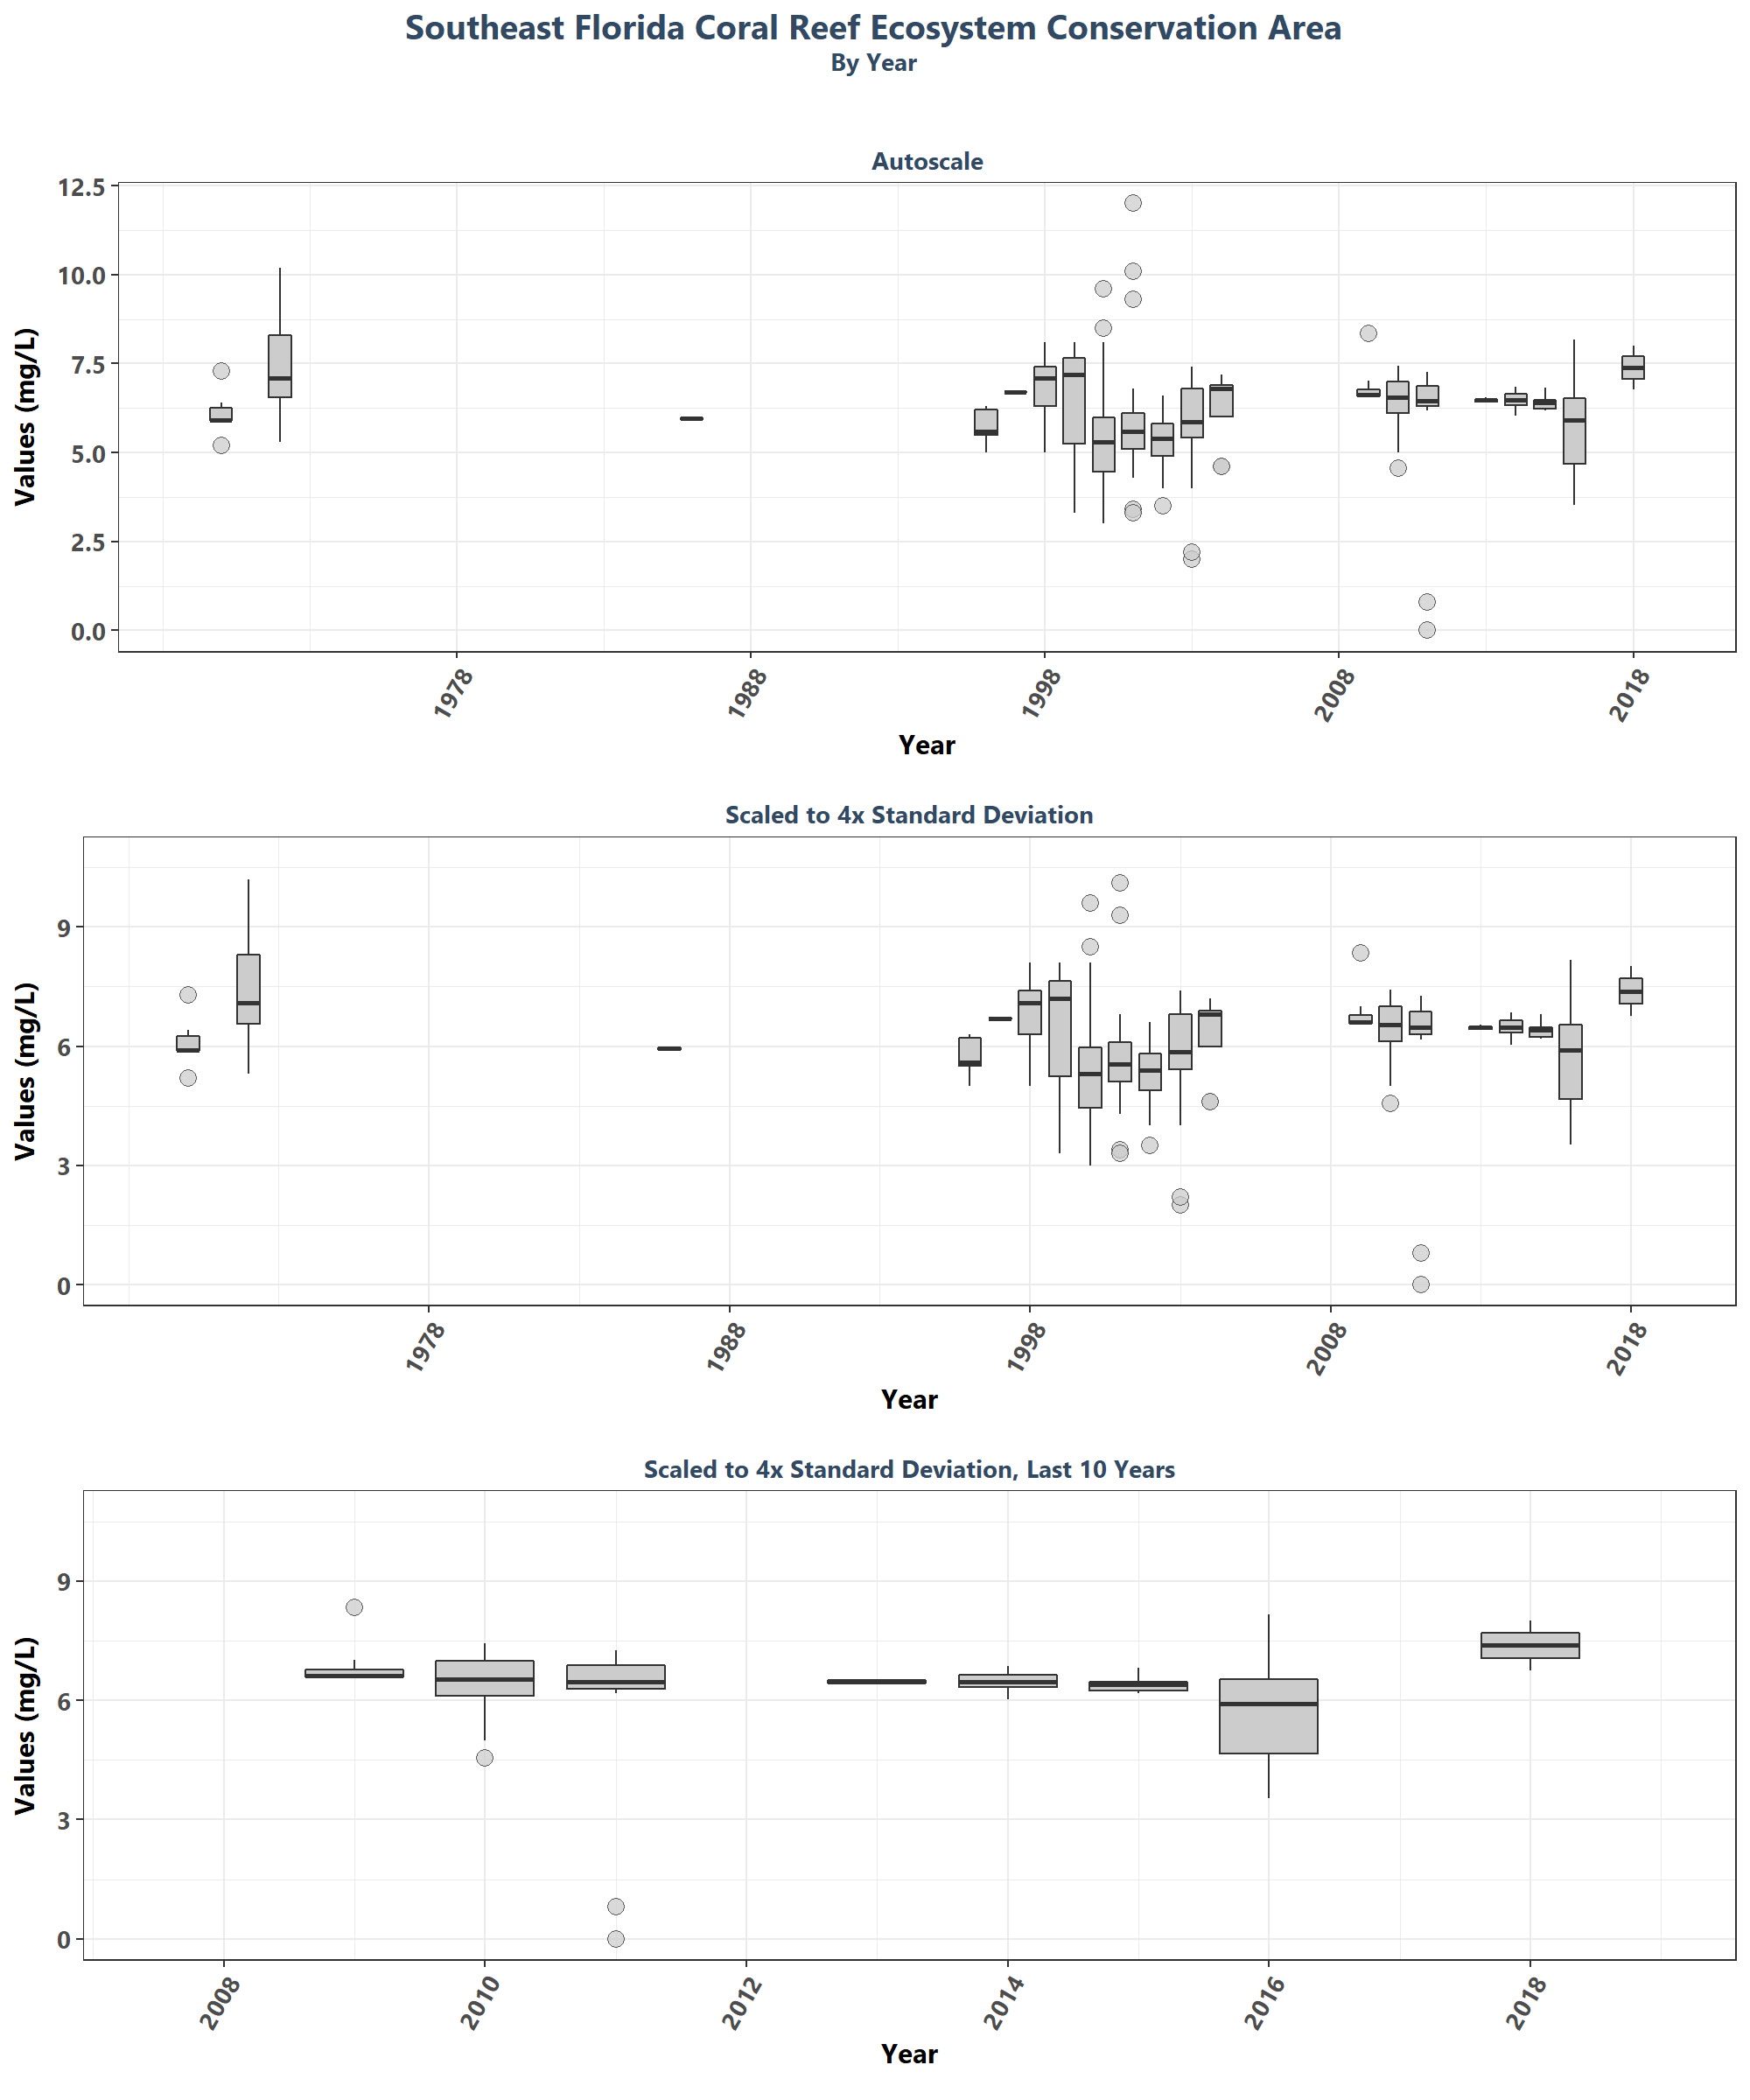 Southeast Florida Coral Reef Ecosystem Conservation Area
By Year
Autoscale
Values (mg/L)
12.5
10.0
7.5
5.0
2.5
0.0
1978
1988
1998
2008
2018
Year
Scaled to 4x Standard Deviation
Values (mg/L)
9
6
3
0
1978
1988
1998
2008
2018
Year
Scaled to 4x Standard Deviation, Last 10 Years
Values (mg/L)
9
6
3
0
2008
2010
2012
2014
2016
2018
Year